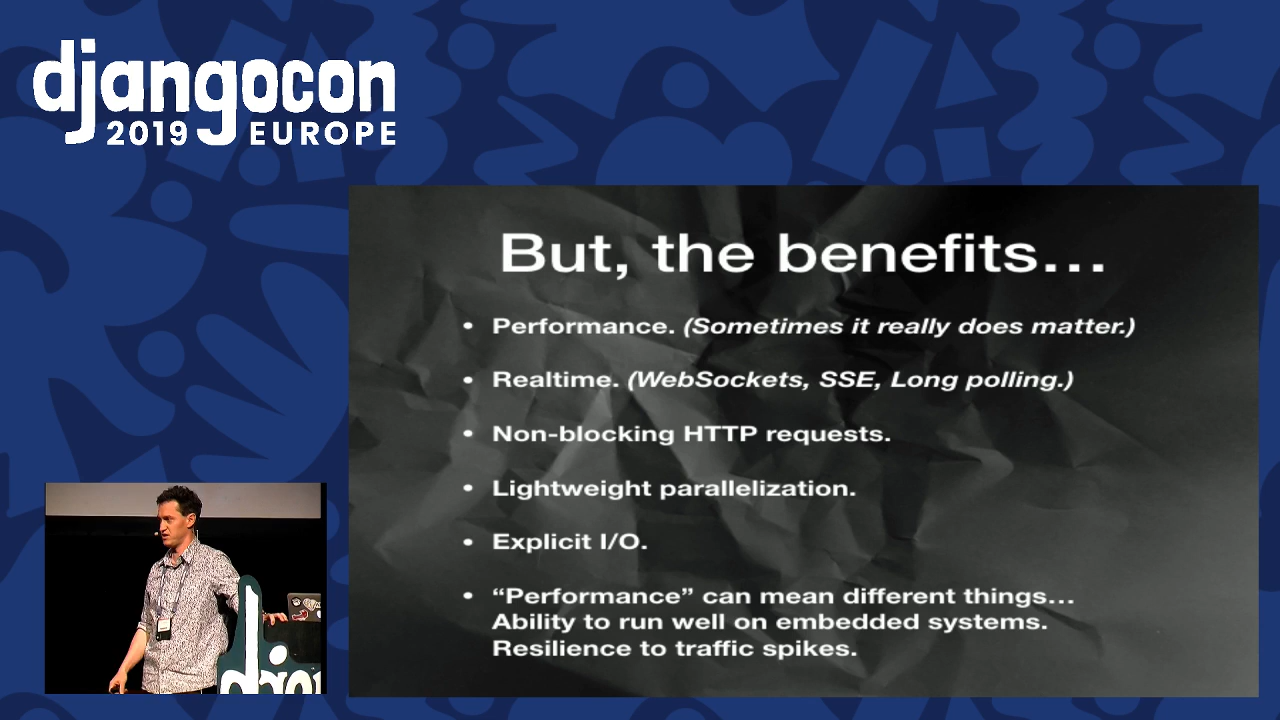 djangocon
2019 EUROPE
But, the benefits…
• Performance. (Sometimes it really does matter.)
• Realtime. (WebSockets, SSE, Long polling.)
• Non-blocking HTTP requests.
• Lightweight parallelization.
• Explicit I/O.
• “Performance” can mean different things…
Ability to run well on embedded systems.
Resilience to traffic spikes.